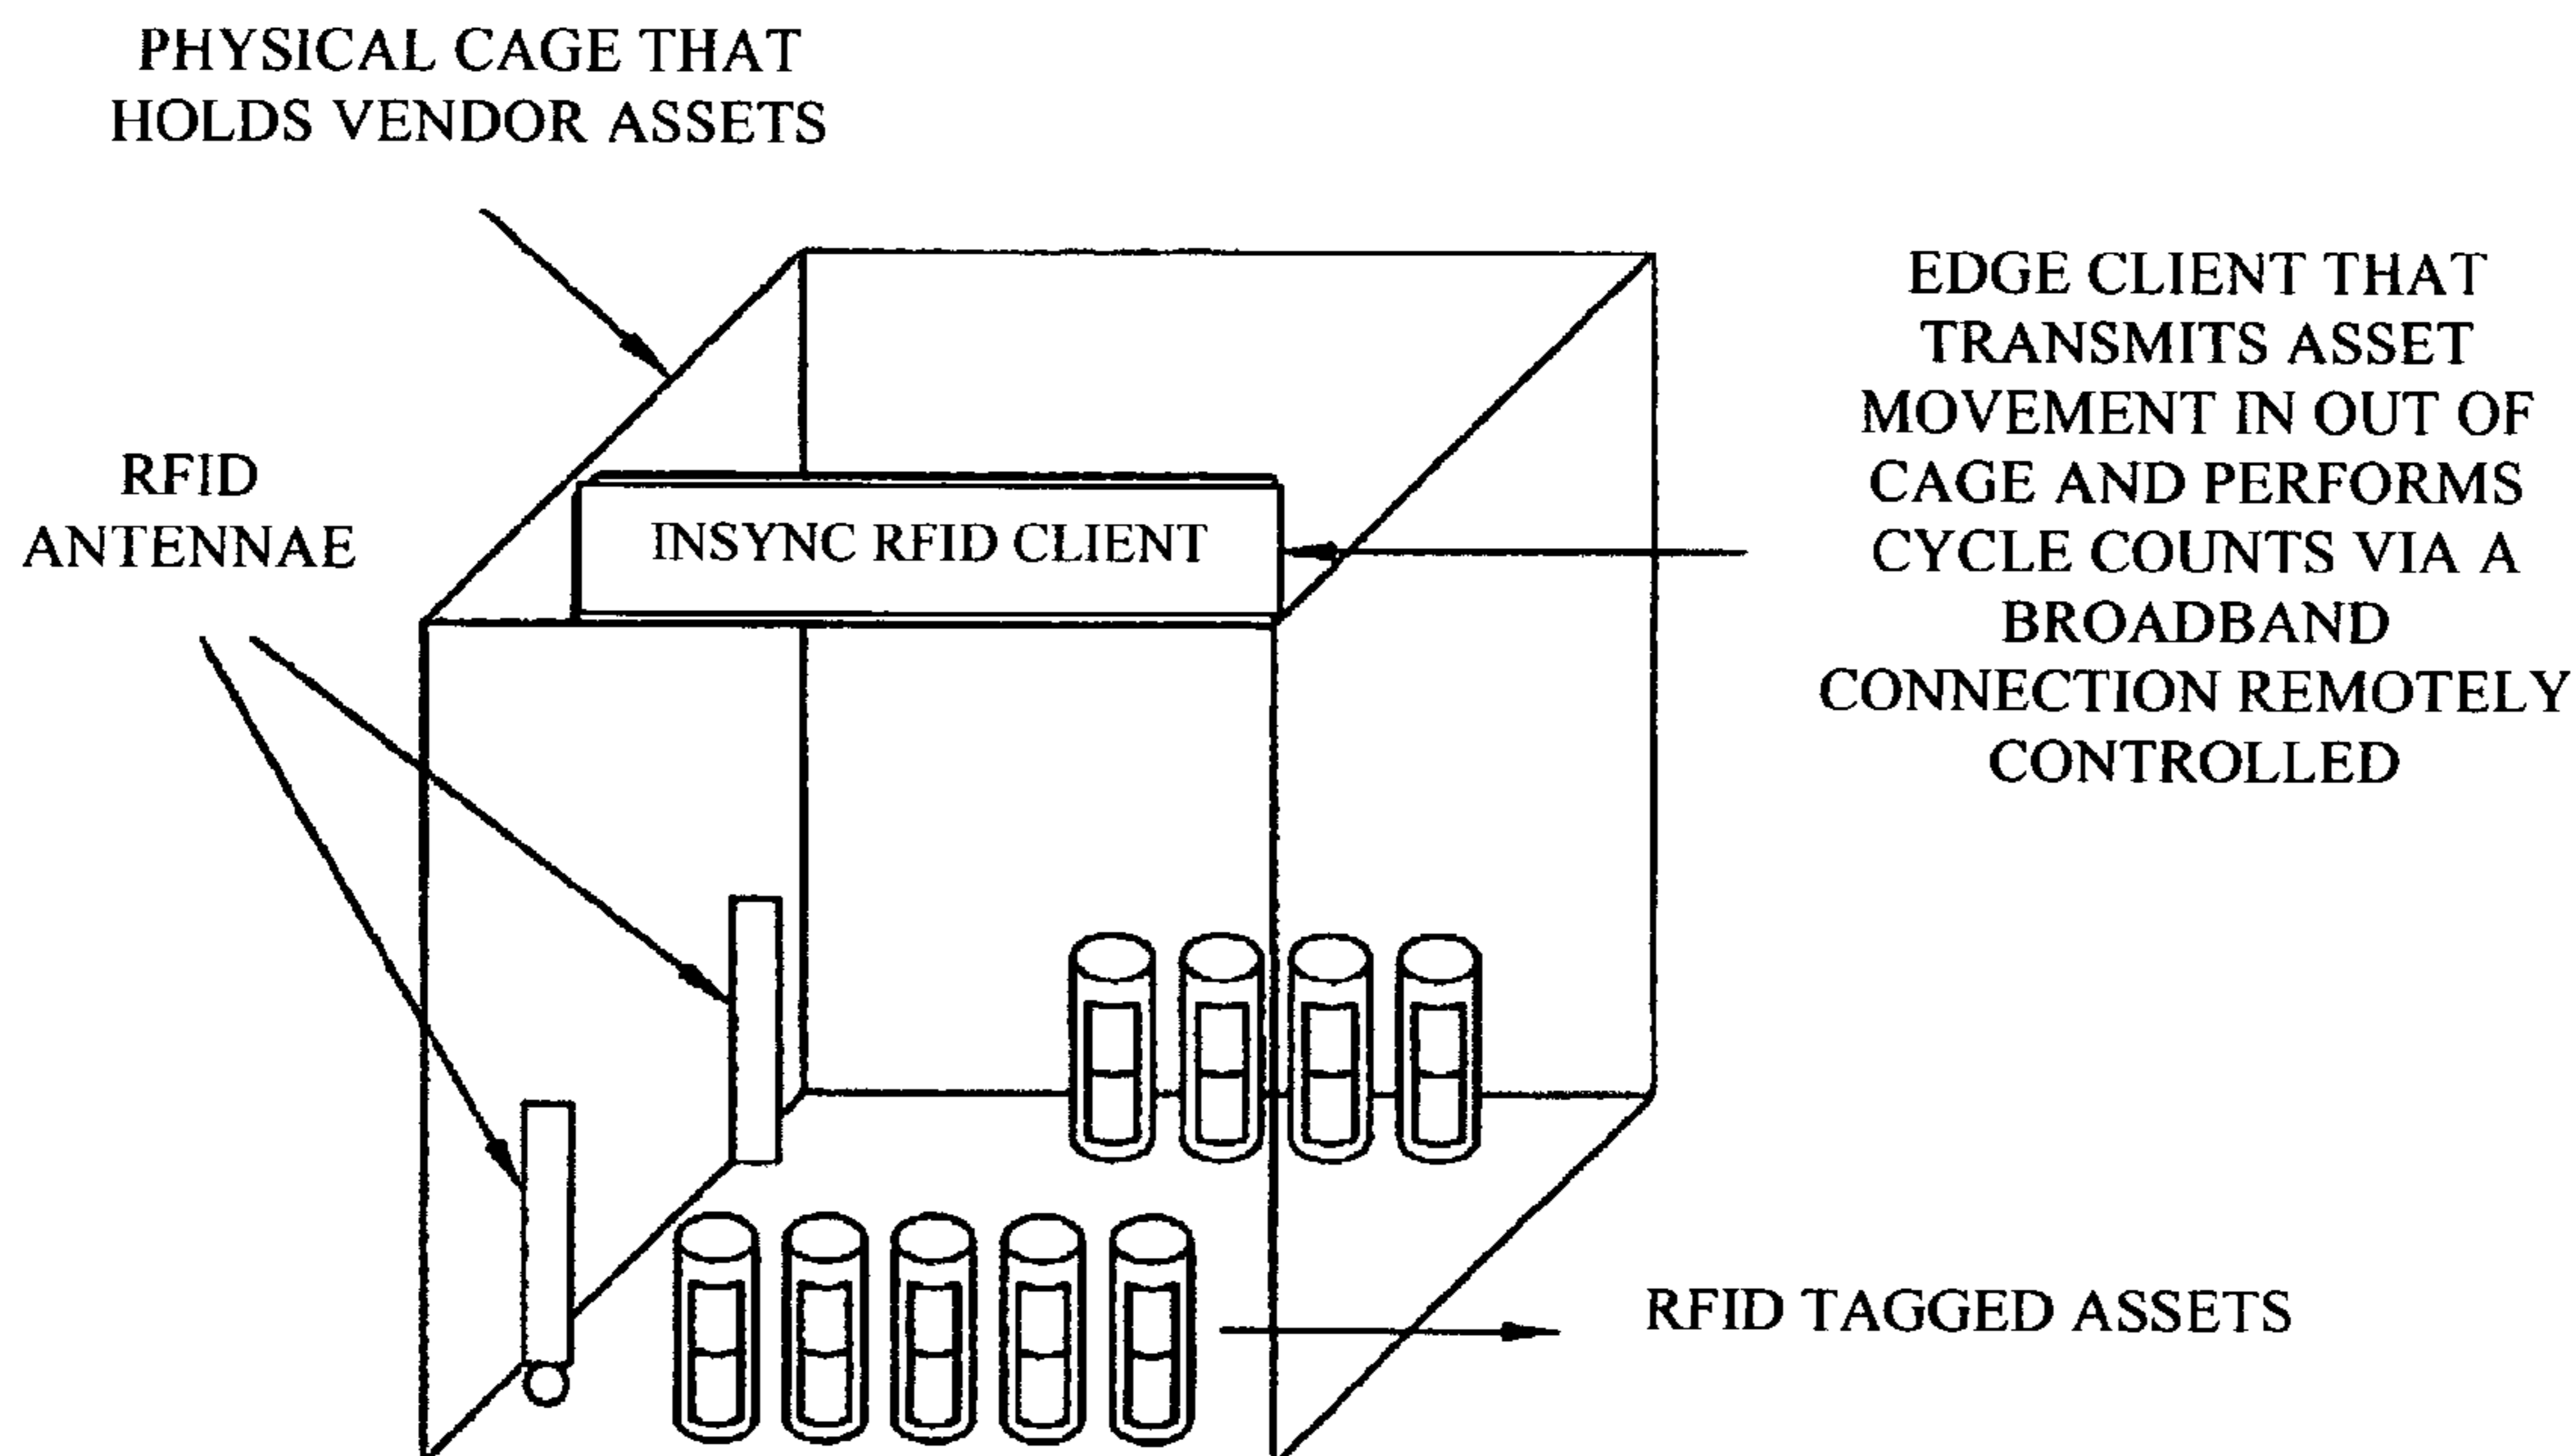 PHYSICAL CAGE THAT
HOLDS VENDOR ASSETS
RFID
ANTENNAE
INSYNC RFID CLIENT
EDGE CLIENT THAT
TRANSMITS ASSET
MOVEMENT IN OUT OF
CAGE AND PERFORMS
CYCLE COUNTS VIA A
BROADBAND
CONNECTION REMOTELY
CONTROLLED
RFID TAGGED ASSETS